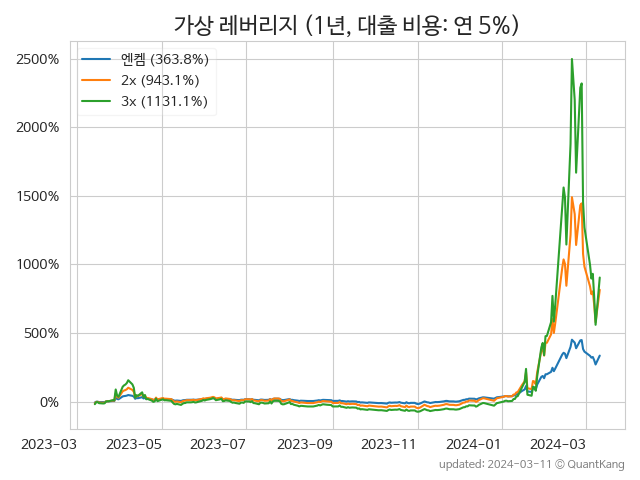 가상 레버리지 (1년, 대출 비용: 연 5%)
엔켐 (363.8%)
2x (943.1%)
3x (1131.1%)
2500%
2000%
1500%
1000%
500%
0%
2023-03 2023-05 2023-07 2023-09 2023-11 2024-01 2024-03
updated: 2024-03-11 © QuantKang